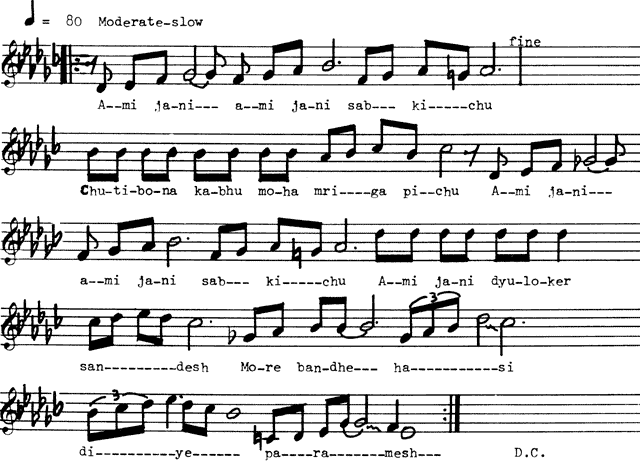 ♩ = 80 Moderate-slow
fine
A--mi ja-ni--- a--mi ja-ni sab--- ki-----chu
Chu-ti-bo-na ka-bhu mo-ha mri----ga pi--chu A--mi ja-ni---
a--mi ja-ni sab--- ki-----chu A--mi ja-ni dyu-lo-ker
3
san---------desh Mo-re ban-dhe--- ha-----------si
3
di---------ye------ pa----ra------mesh--- D.C.